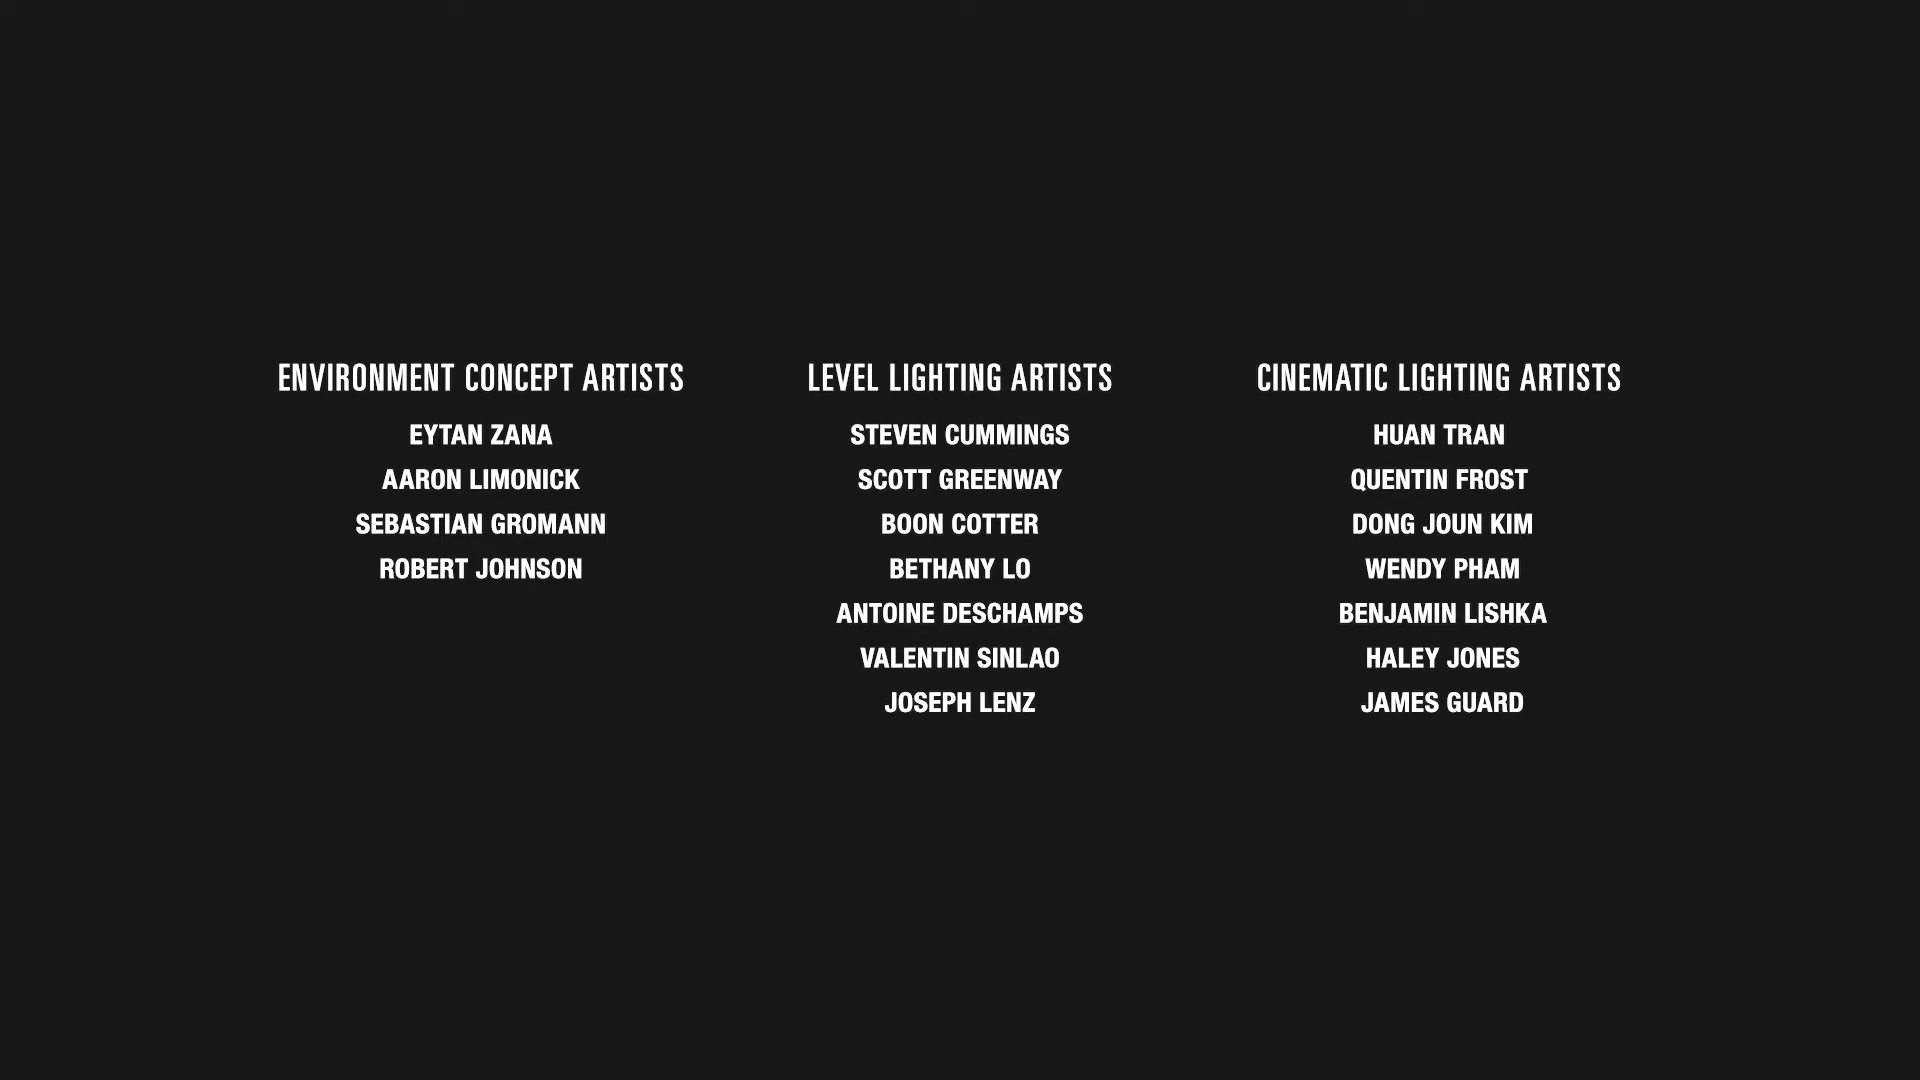 ENVIRONMENT CONCEPT ARTISTS
EYTAN ZANA
AARON LIMONICK
SEBASTIAN GROMANN
ROBERT JOHNSON
LEVEL LIGHTING ARTISTS
STEVEN CUMMINGS
SCOTT GREENWAY
BOON COTTER
BETHANY LO
ANTOINE DESCHAMPS
VALENTIN SINLAO
JOSEPH LENZ
CINEMATIC LIGHTING ARTISTS
HUAN TRAN
QUENTIN FROST
DONG JOUN KIM
WENDY PHAM
BENJAMIN LISHKA
HALEY JONES
JAMES GUARD